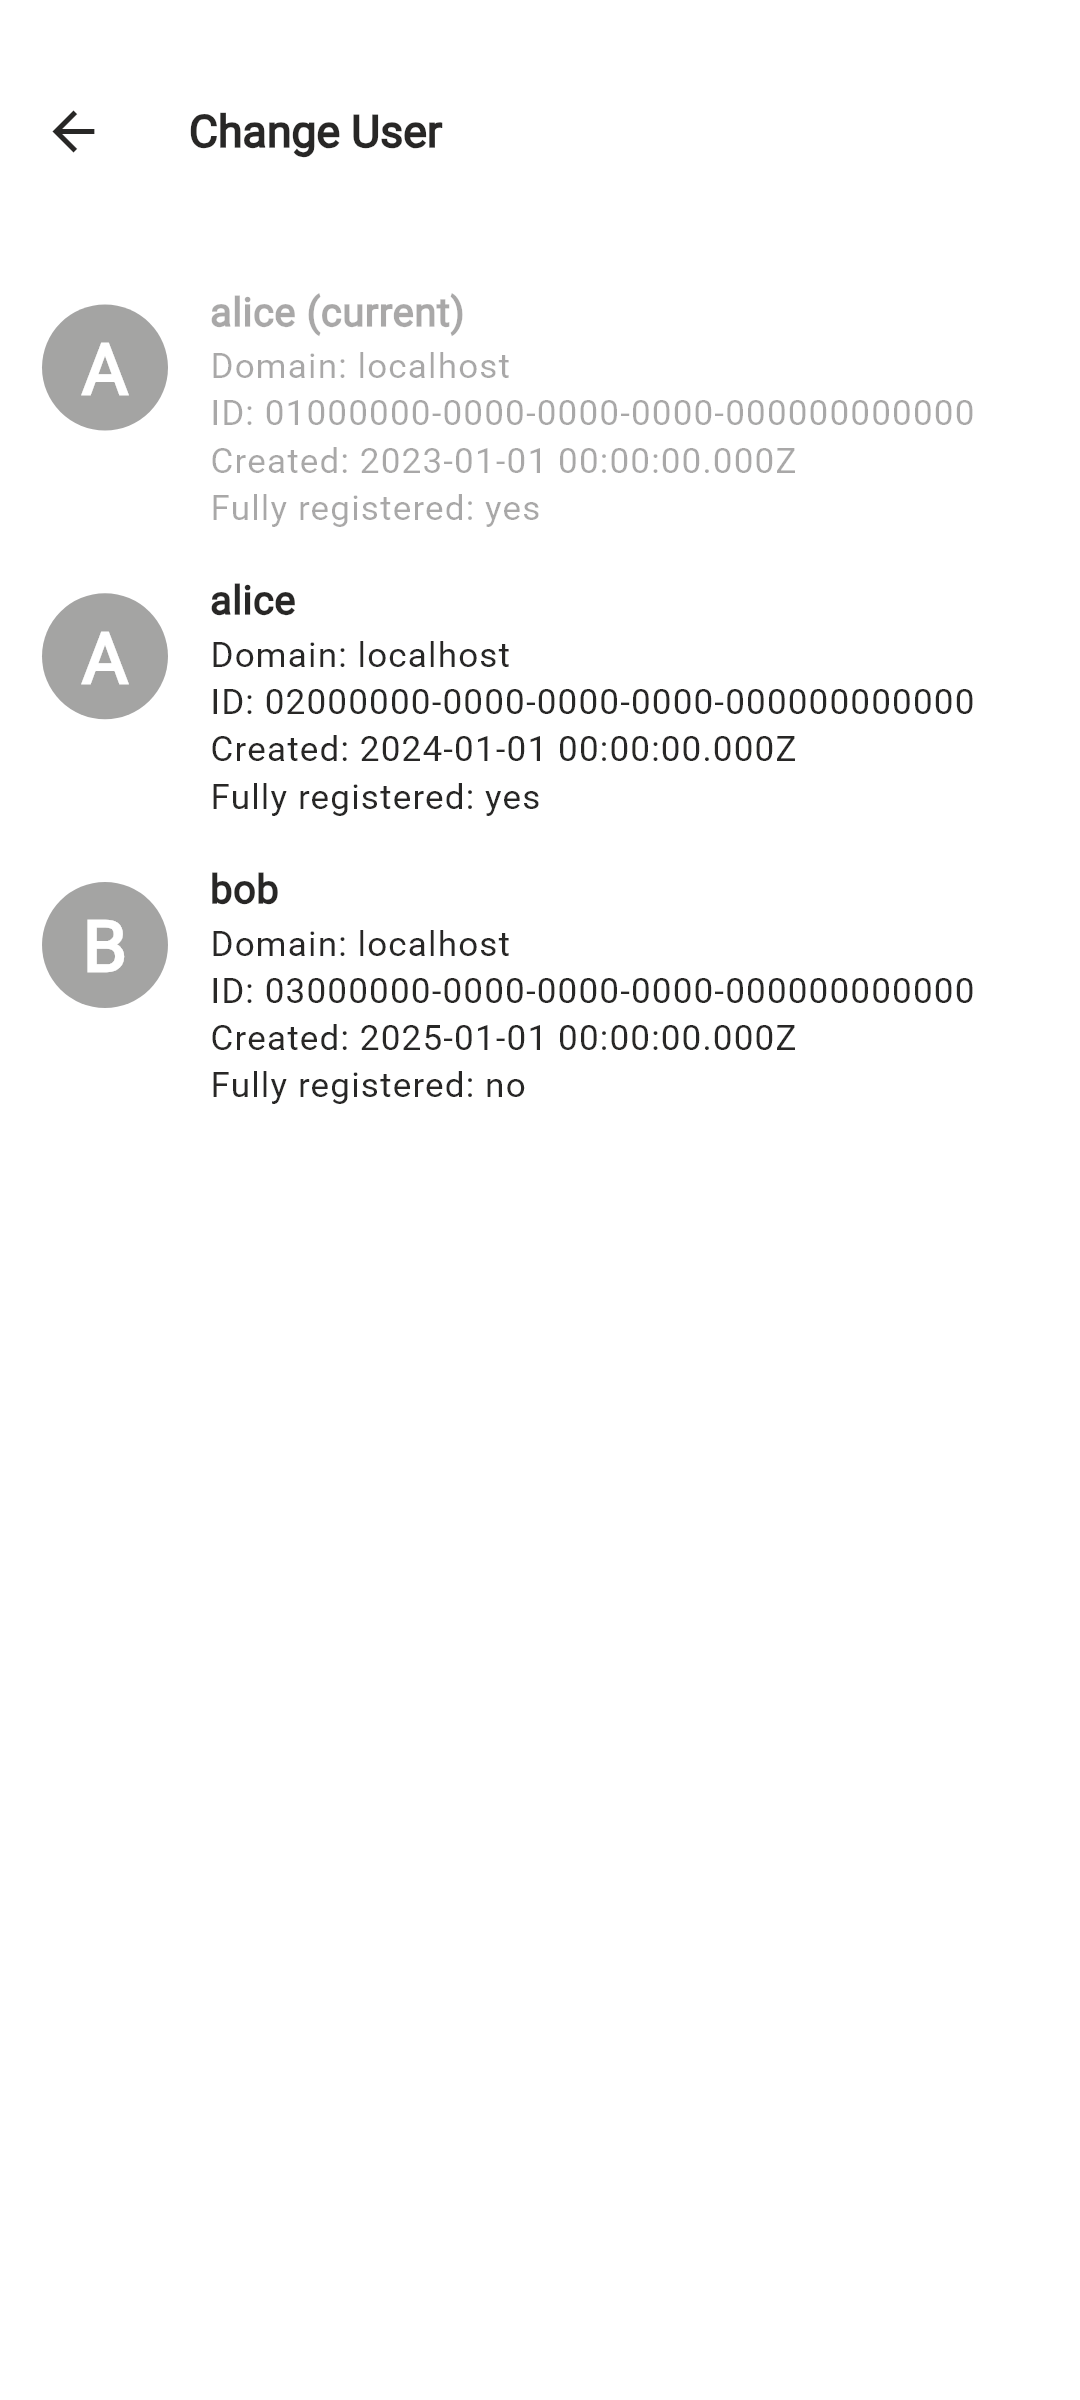 Change User
A
alice (current)
Domain: localhost
ID: 01000000-0000-0000-0000-000000000000
Created: 2023-01-01 00:00:00.000Z
Fully registered: yes
A
alice
Domain: localhost
ID: 02000000-0000-0000-0000-000000000000
Created: 2024-01-01 00:00:00.000Z
Fully registered: yes
B
bob
Domain: localhost
ID: 03000000-0000-0000-0000-000000000000
Created: 2025-01-01 00:00:00.000Z
Fully registered: no